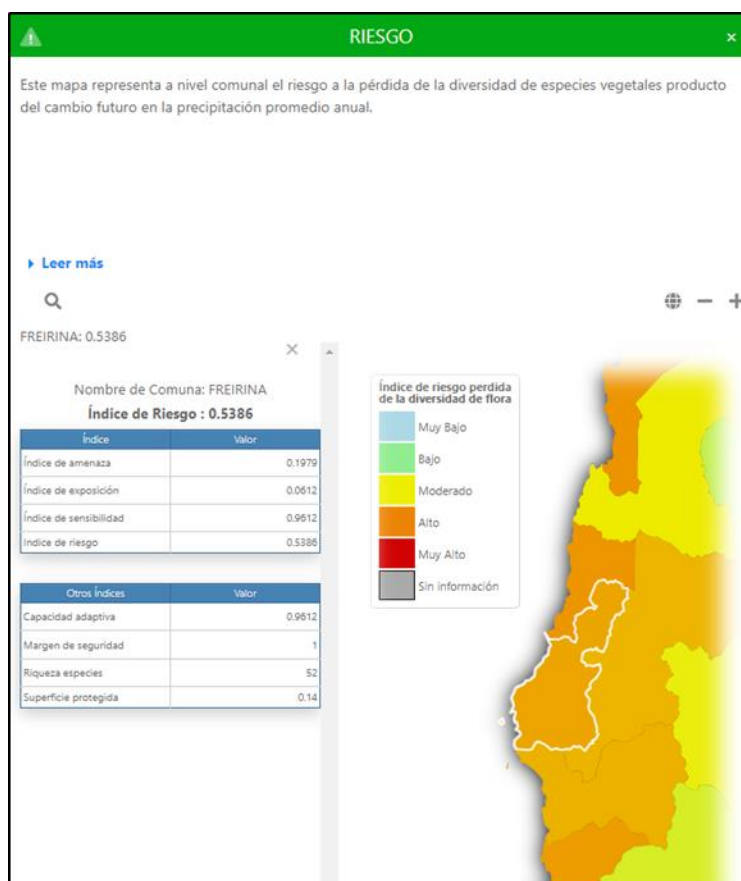 RIESGO ×
Este mapa representa a nivel comunal el riesgo a la pérdida de la diversidad de especies vegetales producto
del cambio futuro en la precipitación promedio anual.
Leer más
FREIRINA: 0.5386
Nombre de Comuna: FREIRINA
Índice de Riesgo : 0.5386
Índice Valor
Índice de amenaza 0.1979
Índice de exposición 0.0612
Índice de sensibilidad 0.9612
Indice de riesgo 0.5386
Otros Índices Valor
Capacidad adaptiva 0.9612
Margen de seguridad 1
Riqueza especies 52
Superficie protegida 0.14
Índice de riesgo perdida
de la diversidad de flora
Muy Bajo
Bajo
Moderado
Alto
Muy Alto
Sin información